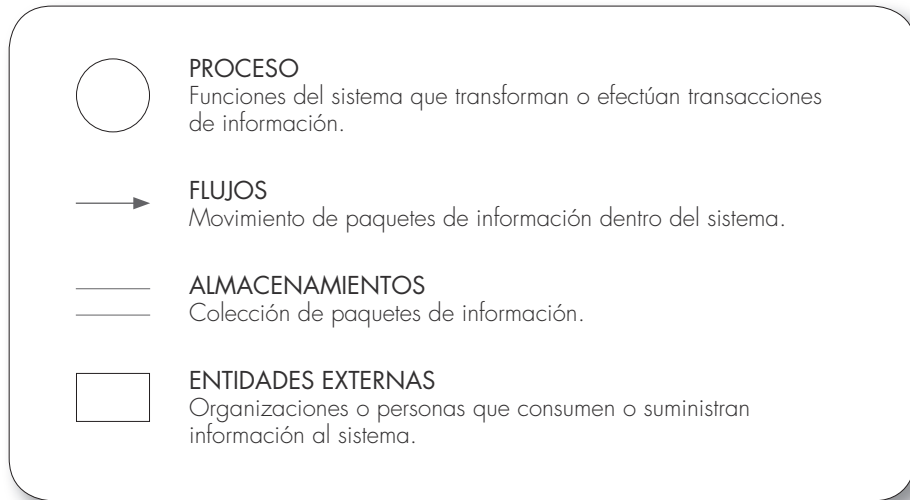 PROCESO
Funciones del sistema que transforman o efectúan transacciones
de información.
FLUJOS
Movimiento de paquetes de información dentro del sistema.
ALMACENAMIENTOS
Colección de paquetes de información.
ENTIDADES EXTERNAS
Organizaciones o personas que consumen o suministran
información al sistema.